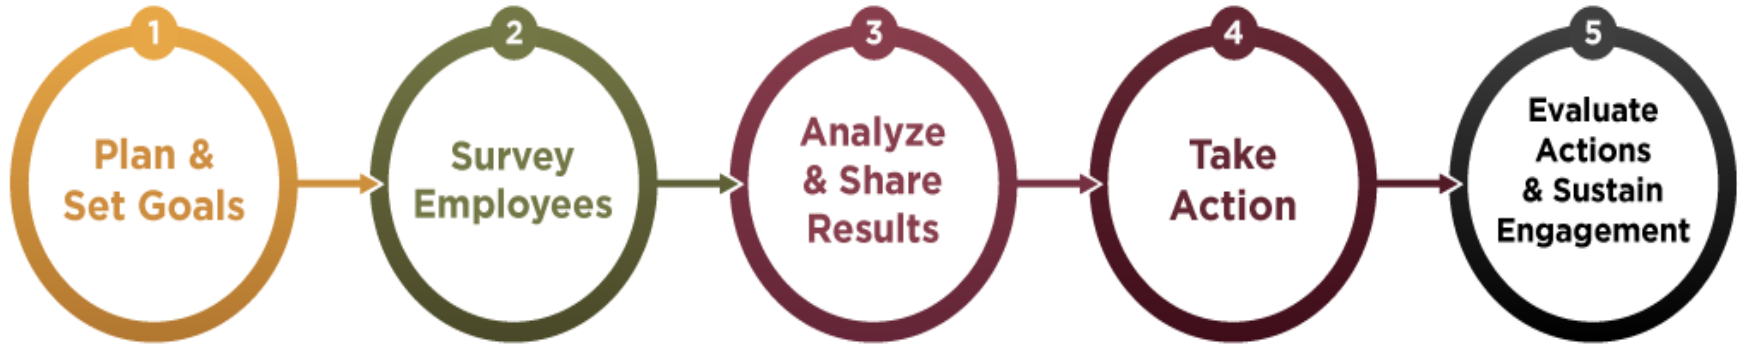 1
Plan &
Set Goals
2
Survey
Employees
3
Analyze
& Share
Results
4
Take
Action
5
Evaluate
Actions
& Sustain
Engagement